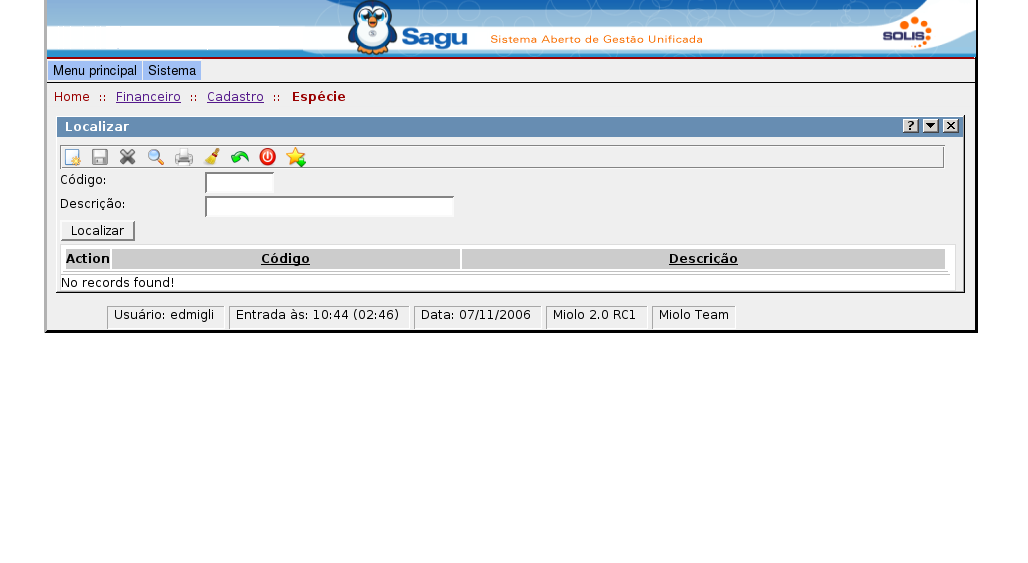 Sagu Sistema Aberto de Gestão Unificada SOLIS
Menu principal Sistema
Home :: Financeiro :: Cadastro :: Espécie
Localizar ?
Código:
Descrição:
Localizar
Action Código Descrição
No records found!
Usuário: edmigli Entrada às: 10:44 (02:46) Data: 07/11/2006 Miolo 2.0 RC1 Miolo Team